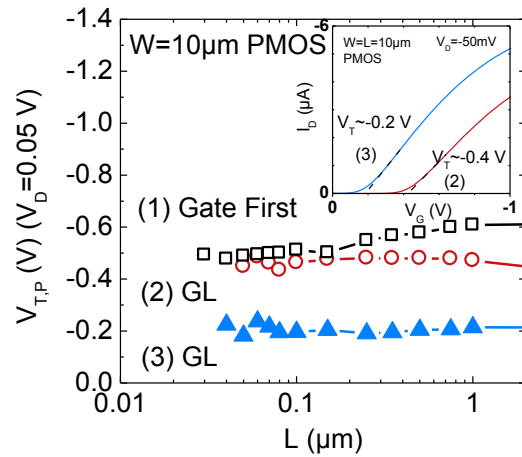 -1.4
-1.2
-1.0
-0.8
-0.6
-0.4
-0.2
0.0
V_T,P (V) (V_D=0.05 V)
W=10µm PMOS
(1) Gate First
(2) GL
(3) GL
0.01
0.1
1
L (µm)
-6
0
I_D (µA)
W=L=10µm
PMOS
V_D=-50mV
V_T~-0.2 V
(3)
V_T~-0.4 V
(2)
0
V_G (V)
-1